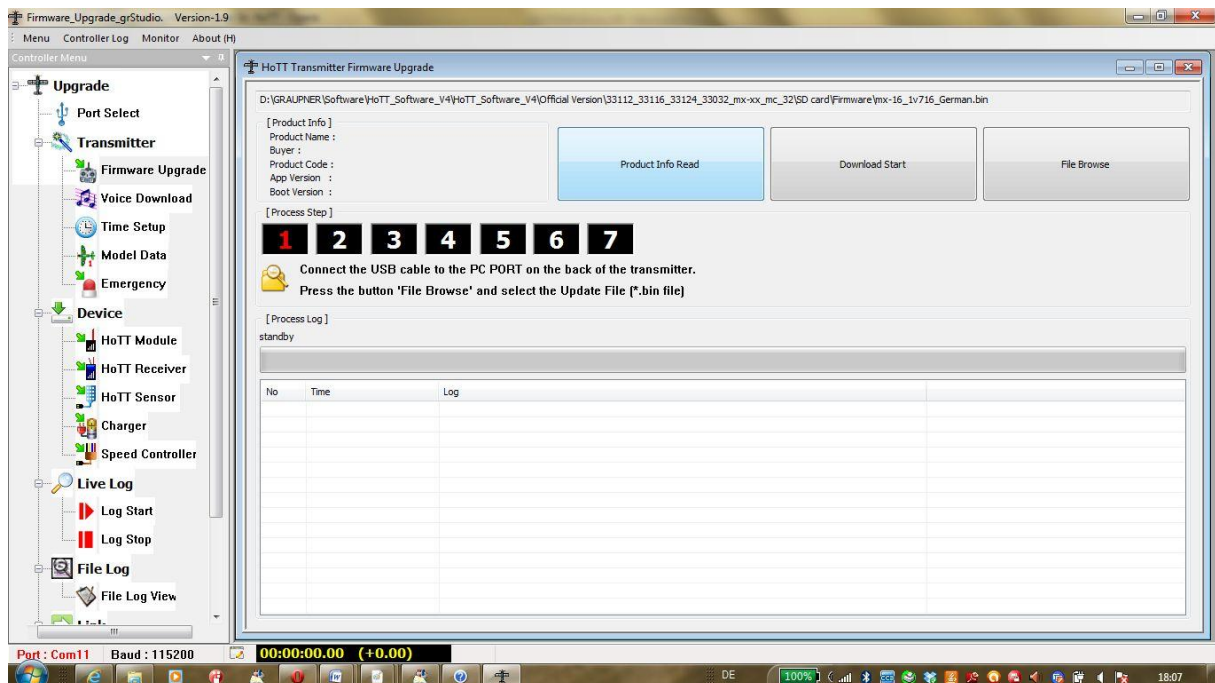 Firmware_Upgrade_grStudio. Version-1.9
Menu Controller Log Monitor About (H)
Controller Menu
Upgrade
Port Select
Transmitter
Firmware Upgrade
Voice Download
Time Setup
Model Data
Emergency
Device
HoTT Module
HoTT Receiver
HoTT Sensor
Charger
Speed Controller
Live Log
Log Start
Log Stop
File Log
File Log View
HoTT Transmitter Firmware Upgrade
D:\GRAUPNER\Software\HoTT_Software_V4\HoTT_Software_V4\Official Version\33112_33116_33124_33032_mx-xx_mc_32\SD card\Firmware\mx-16_1v716_German.bin
[ Product Info ]
Product Name :
Buyer :
Product Code :
App Version :
Boot Version :
Product Info Read
Download Start
File Browse
[ Process Step ]
1 2 3 4 5 6 7
Connect the USB cable to the PC PORT on the back of the transmitter.
Press the button 'File Browse' and select the Update File (*.bin file)
[ Process Log ]
standby
No Time Log
Port : Com11 Baud : 115200 00:00:00.00 (+0.00)
DE 100% 18:07